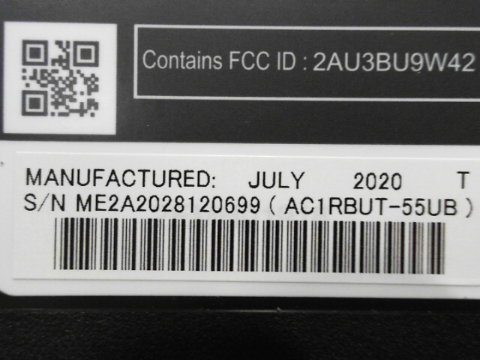 Contains FCC ID : 2AU3BU9W42
MANUFACTURED: JULY 2020 T
S/N ME2A2028120699 ( AC1RBUT-55UB )